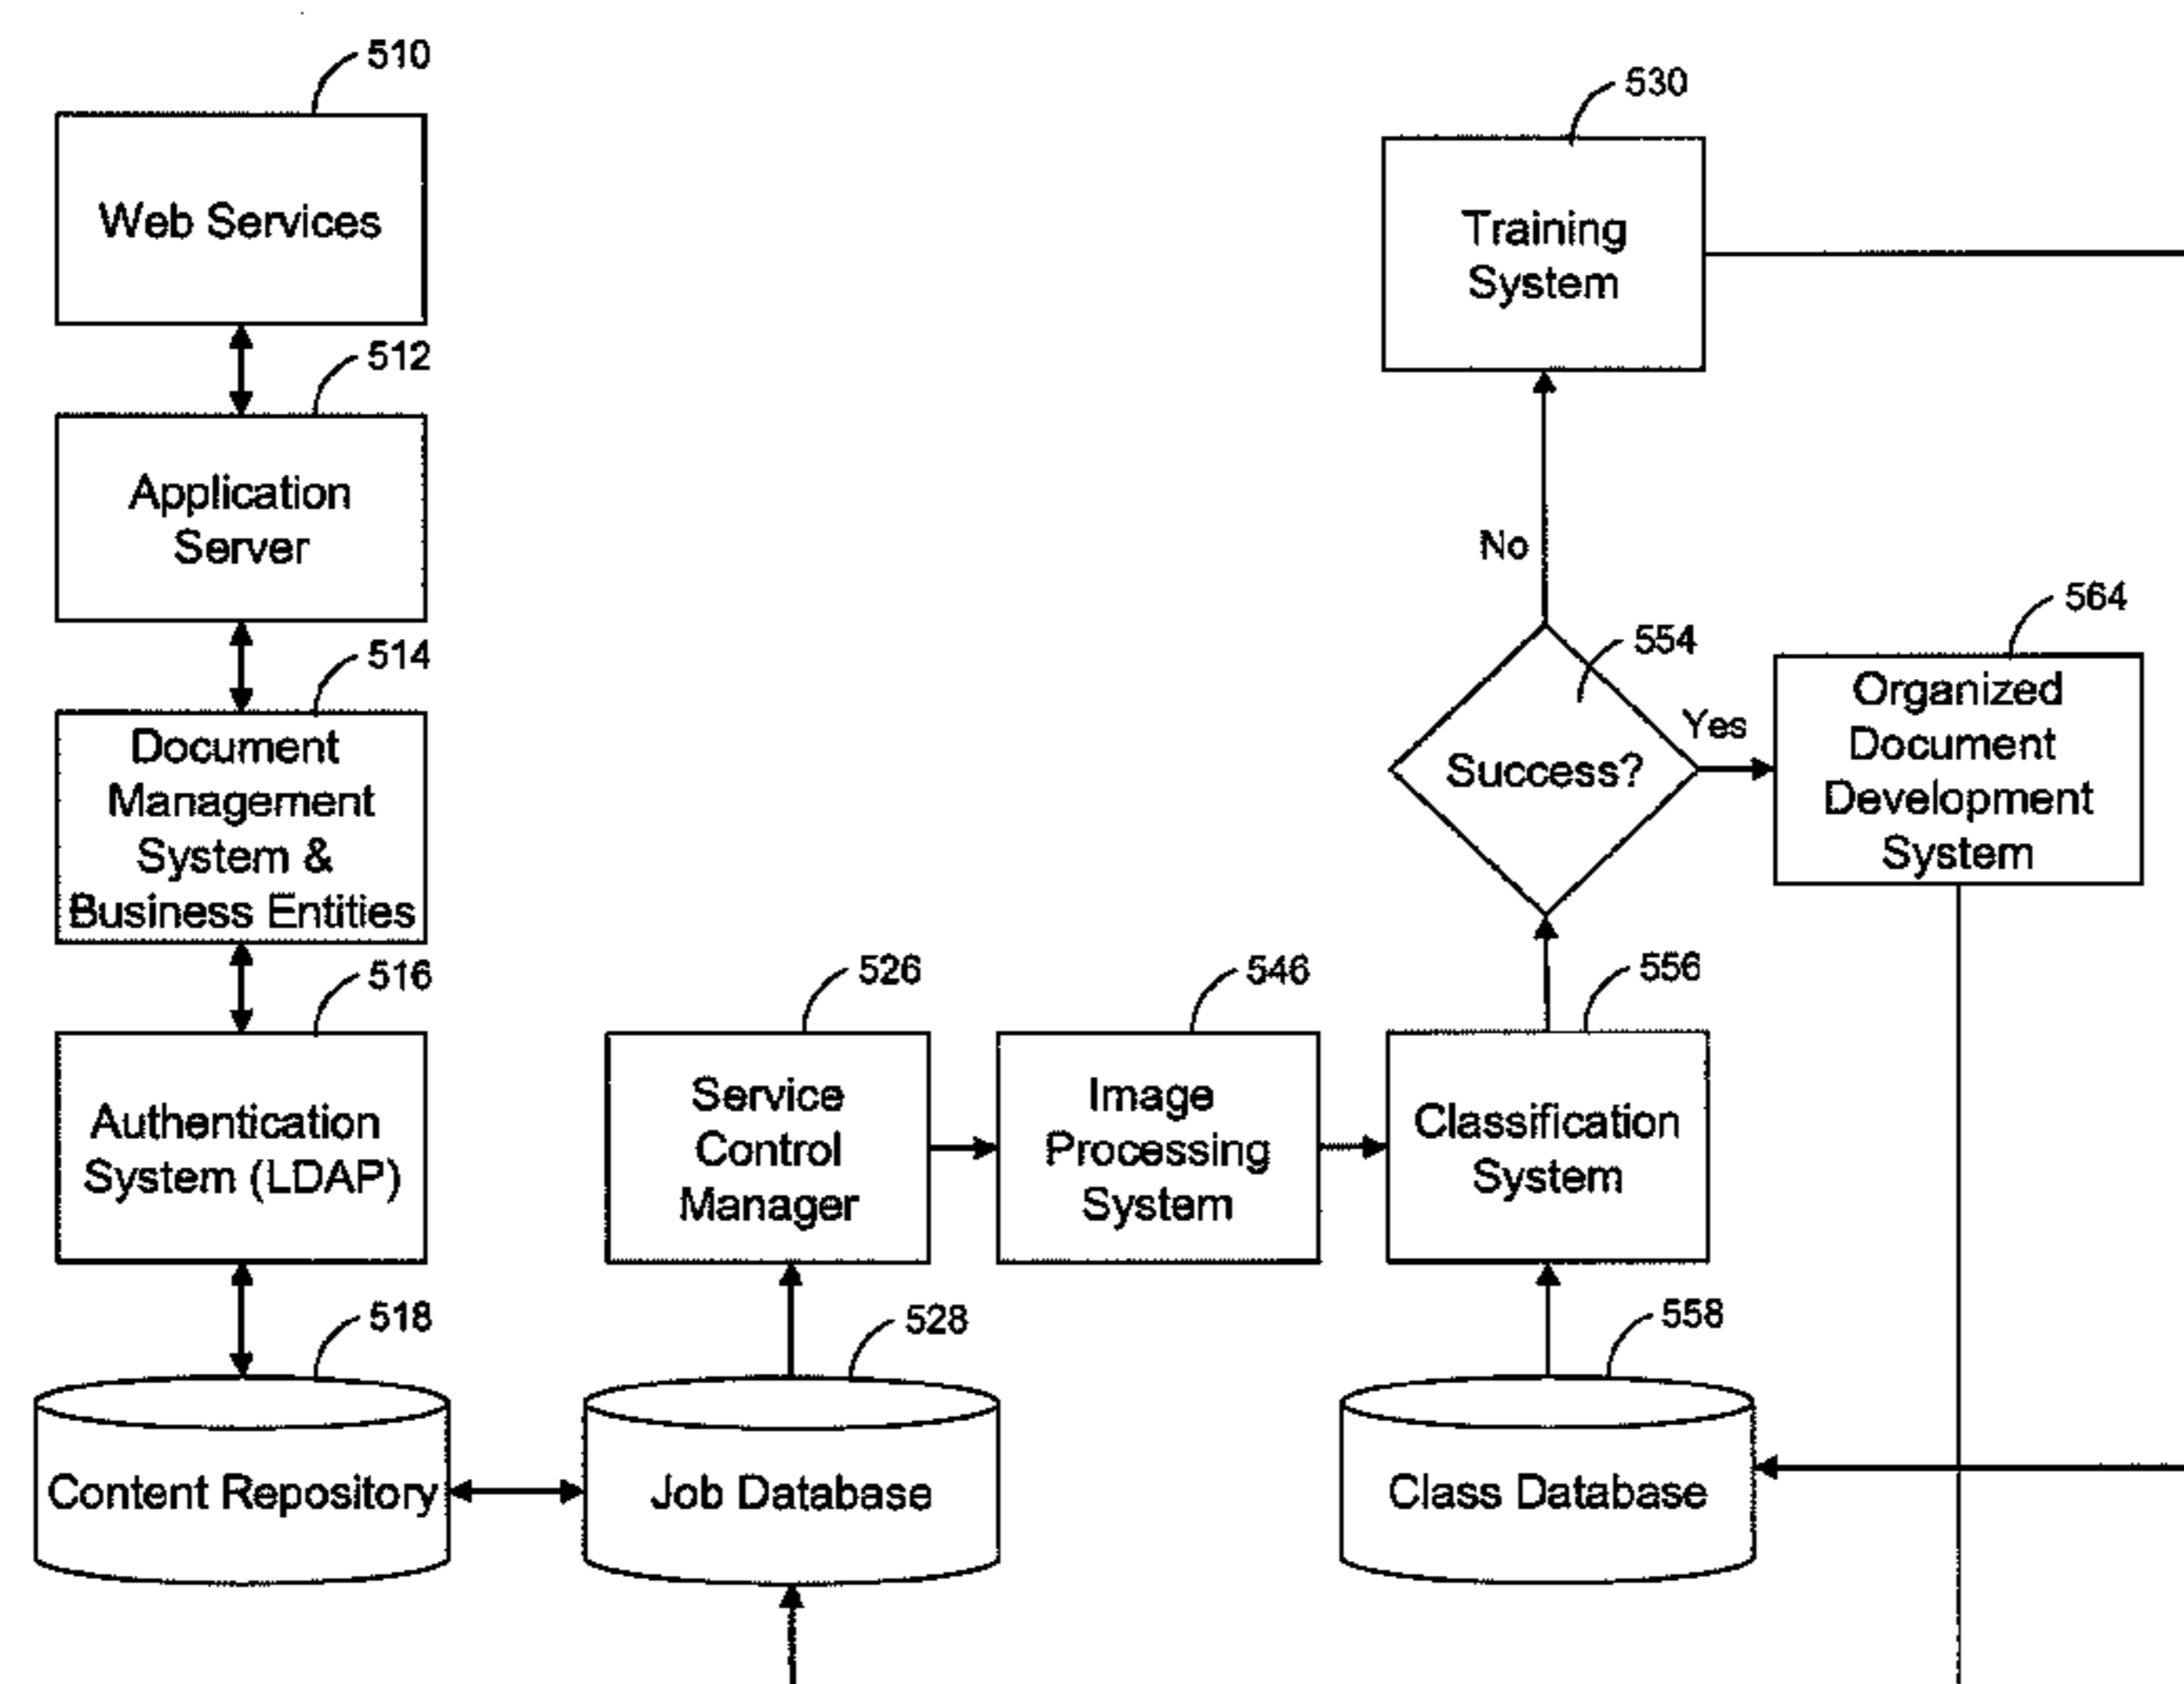 510
Web Services
512
Application
Server
514
Document
Management
System &
Business Entities
516
Authentication
System (LDAP)
518
Content Repository
526
Service
Control
Manager
528
Job Database
546
Image
Processing
System
556
Classification
System
558
Class Database
554
Success?
No
Yes
530
Training
System
564
Organized
Document
Development
System